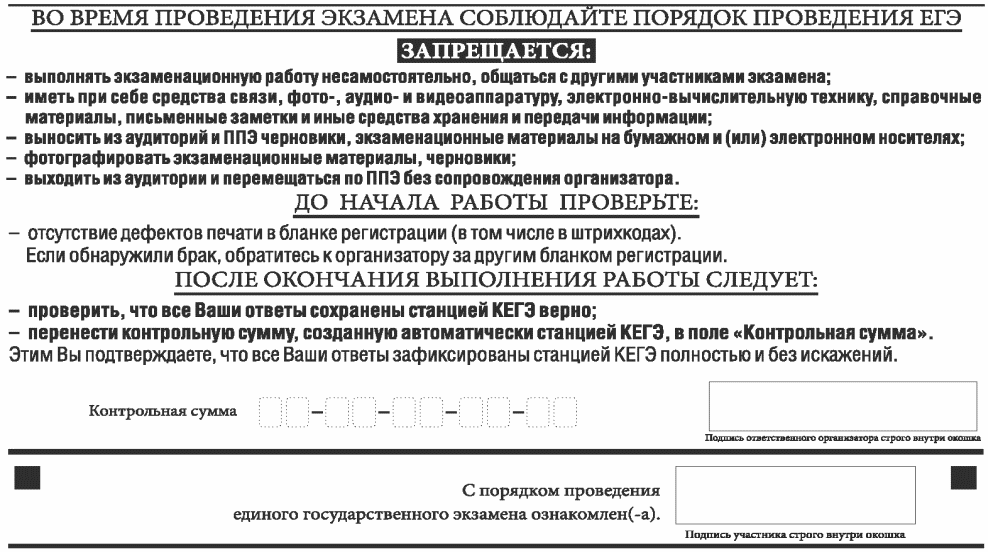 ВО ВРЕМЯ ПРОВЕДЕНИЯ ЭКЗАМЕНА СОБЛЮДАЙТЕ ПОРЯДОК ПРОВЕДЕНИЯ ЕГЭ
ЗАПРЕЩАЕТСЯ:
– выполнять экзаменационную работу несамостоятельно, общаться с другими участниками экзамена;
– иметь при себе средства связи, фото-, аудио- и видеоаппаратуру, электронно-вычислительную технику, справочные
материалы, письменные заметки и иные средства хранения и передачи информации;
– выносить из аудиторий и ППЭ черновики, экзаменационные материалы на бумажном и (или) электронном носителях;
– фотографировать экзаменационные материалы, черновики;
– выходить из аудитории и перемещаться по ППЭ без сопровождения организатора.
ДО НАЧАЛА РАБОТЫ ПРОВЕРЬТЕ:
– отсутствие дефектов печати в бланке регистрации (в том числе в штрихкодах).
Если обнаружили брак, обратитесь к организатору за другим бланком регистрации.
ПОСЛЕ ОКОНЧАНИЯ ВЫПОЛНЕНИЯ РАБОТЫ СЛЕДУЕТ:
– проверить, что все Ваши ответы сохранены станцией КЕГЭ верно;
– перенести контрольную сумму, созданную автоматически станцией КЕГЭ, в поле «Контрольная сумма».
Этим Вы подтверждаете, что все Ваши ответы зафиксированы станцией КЕГЭ полностью и без искажений.
Контрольная сумма – – – –
Подпись ответственного организатора строго внутри окошка
С порядком проведения
единого государственного экзамена ознакомлен(-а).
Подпись участника строго внутри окошка